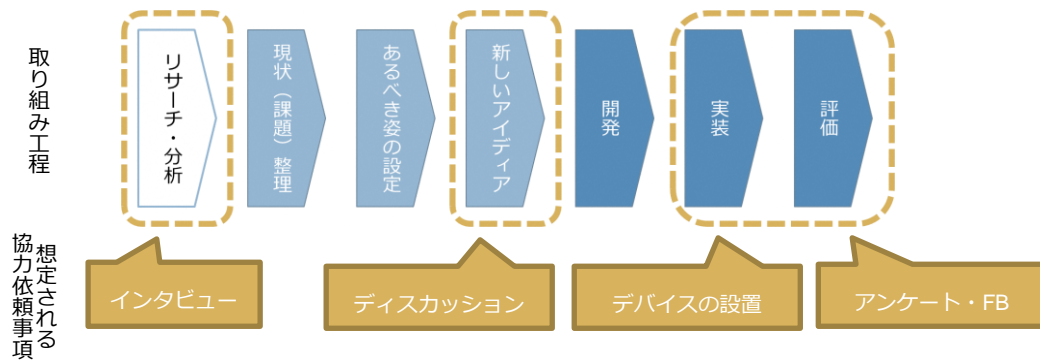 取り組み工程
リサーチ・分析
現状（課題）整理
あるべき姿の設定
新しいアイディア
開発
実装
評価
想定される
協力依頼事項
インタビュー
ディスカッション
デバイスの設置
アンケート・FB